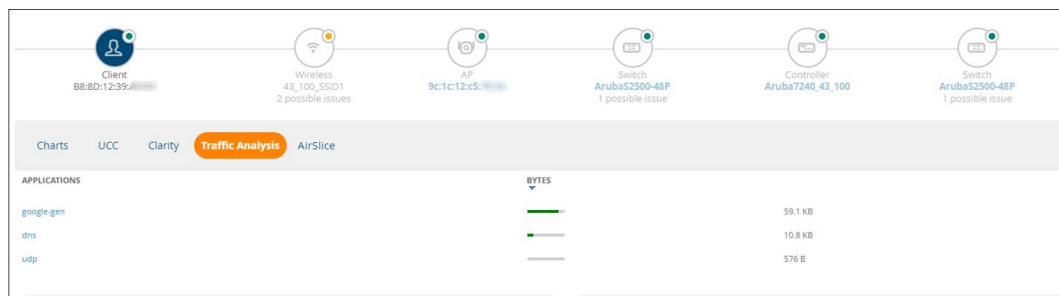 Client
B8:8D:12:39:
Wireless
43_100_SSID1
2 possible issues
AP
9c:1c:12:c5:
Switch
ArubaS2500-48P
1 possible issue
Controller
Aruba7240_43_100
Switch
ArubaS2500-48P
1 possible issue
Charts UCC Clarity Traffic Analysis AirSlice
APPLICATIONS BYTES
google-gen 59.1 KB
dns 10.8 KB
udp 576 B